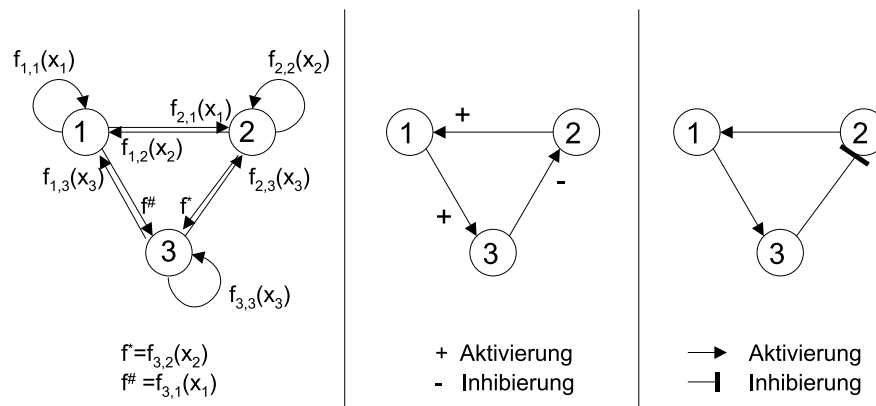 f1,1(x1)
f2,2(x2)
f2,1(x1)
1
2
f1,2(x2)
f1,3(x3)
f#
f*
f2,3(x3)
3
f3,3(x3)
f*=f3,2(x2)
f# =f3,1(x1)
+
1
2
+
-
3
+ Aktivierung
- Inhibierung
1
2
3
Aktivierung
Inhibierung